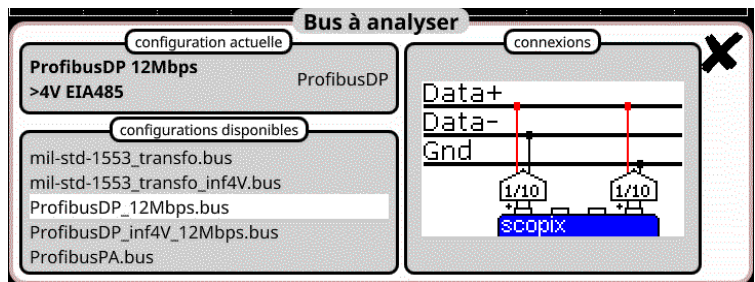 Bus à analyser
configuration actuelle
ProfibusDP 12Mbps
>4V EIA485
ProfibusDP
configurations disponibles
mil-std-1553_transfo.bus
mil-std-1553_transfo_inf4V.bus
ProfibusDP_12Mbps.bus
ProfibusDP_inf4V_12Mbps.bus
ProfibusPA.bus
connexions
Data+
Data-
Gnd
1/10 1/10
+ +
scopix